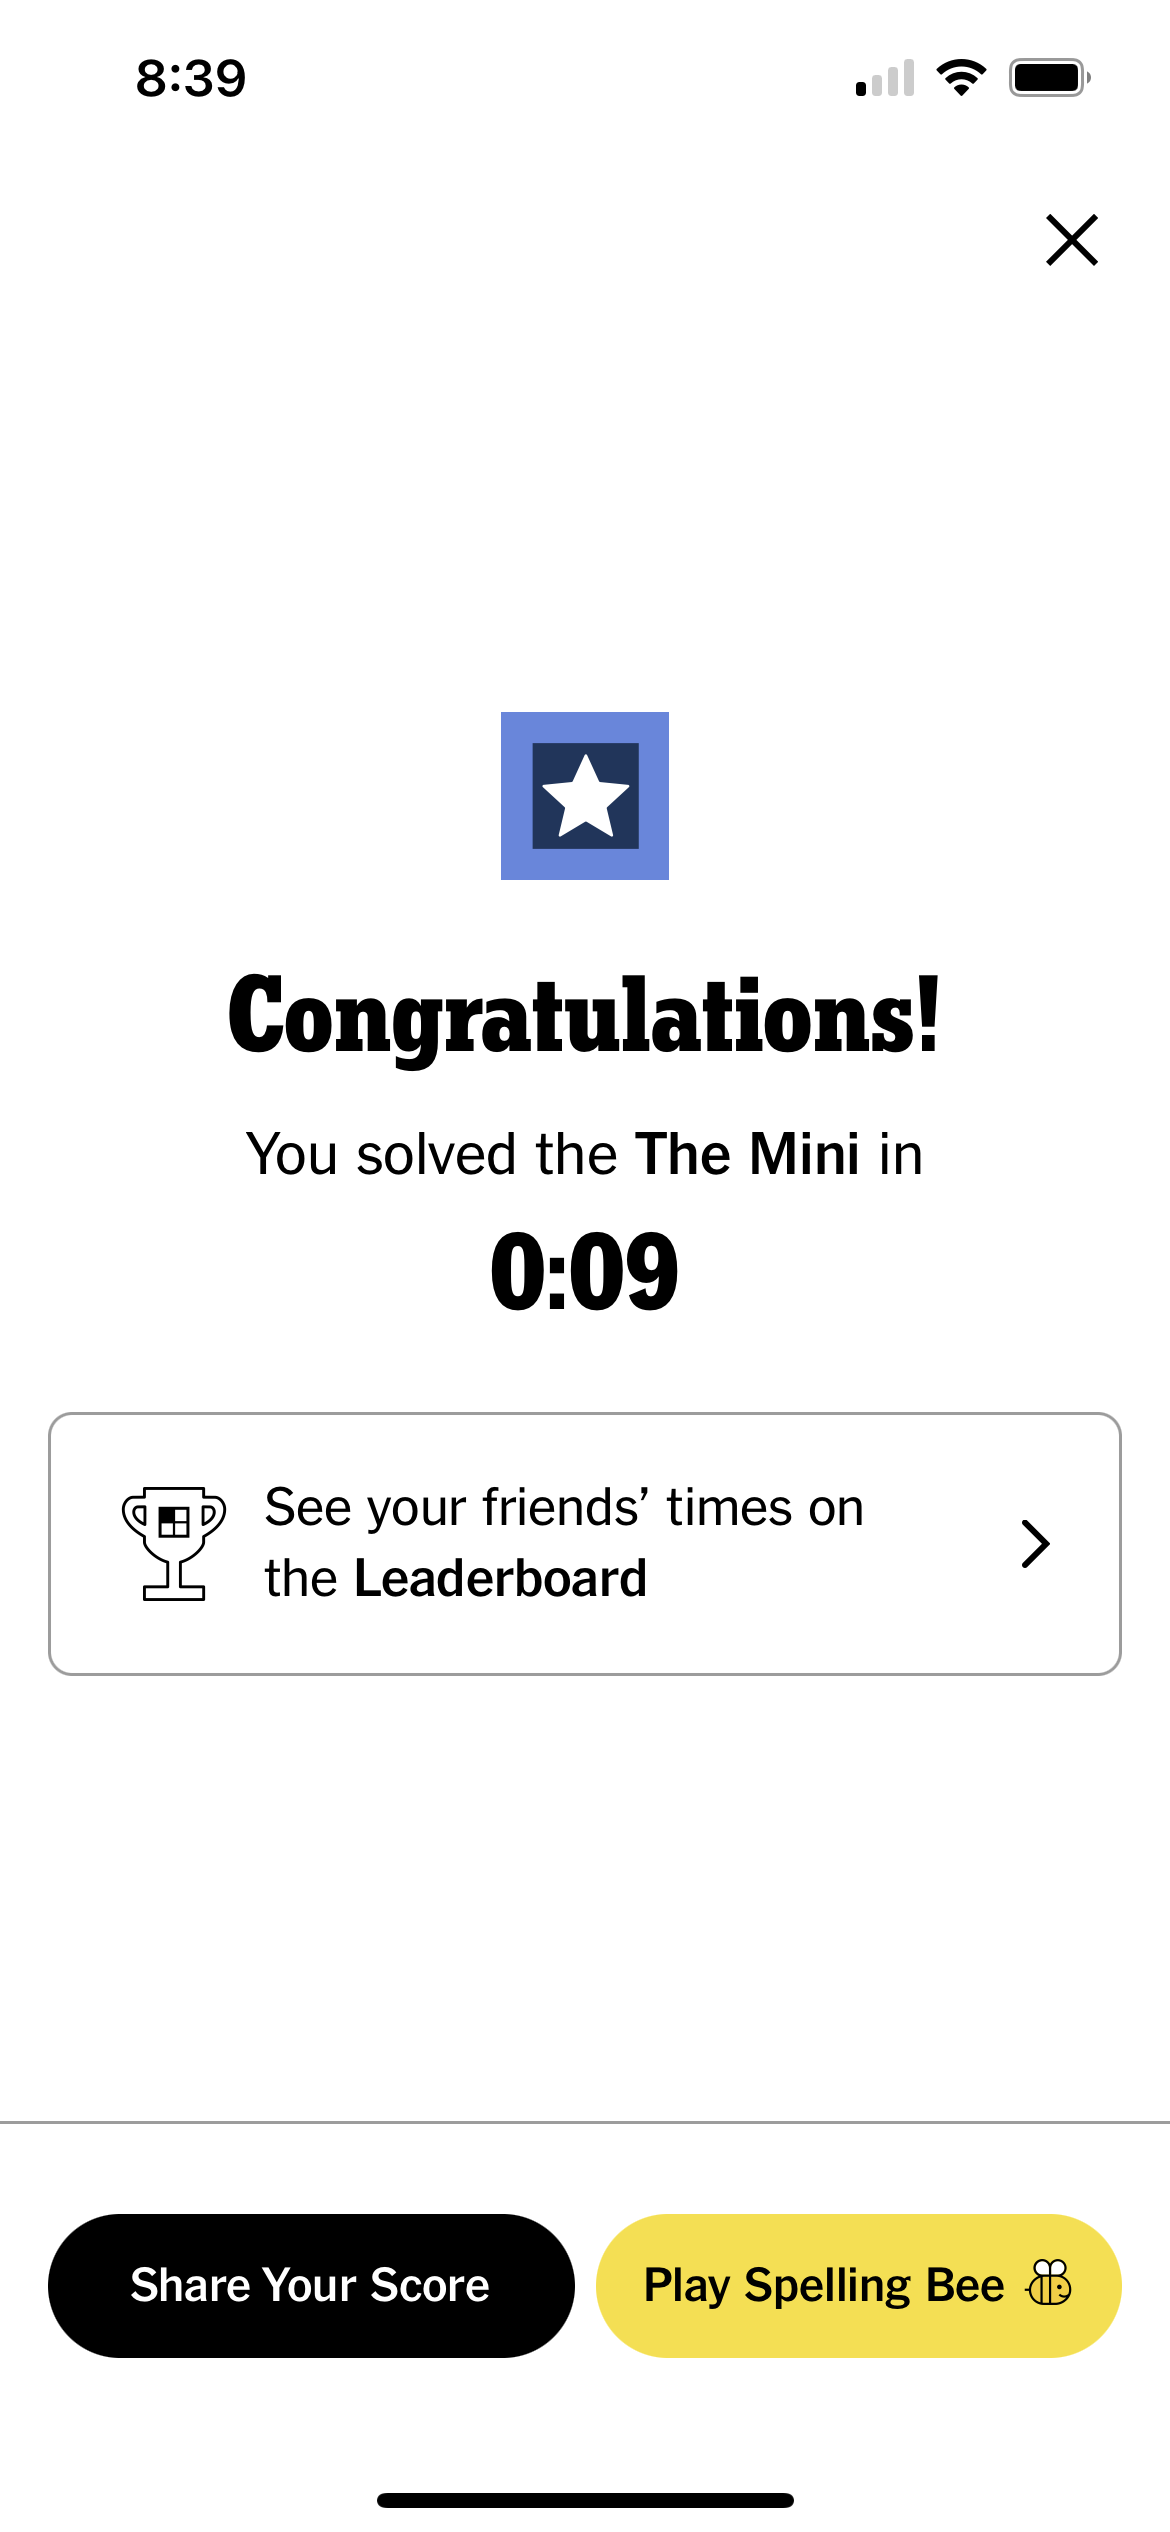 8:39
Congratulations!
You solved the The Mini in
0:09
See your friends’ times on
the Leaderboard
Share Your Score
Play Spelling Bee